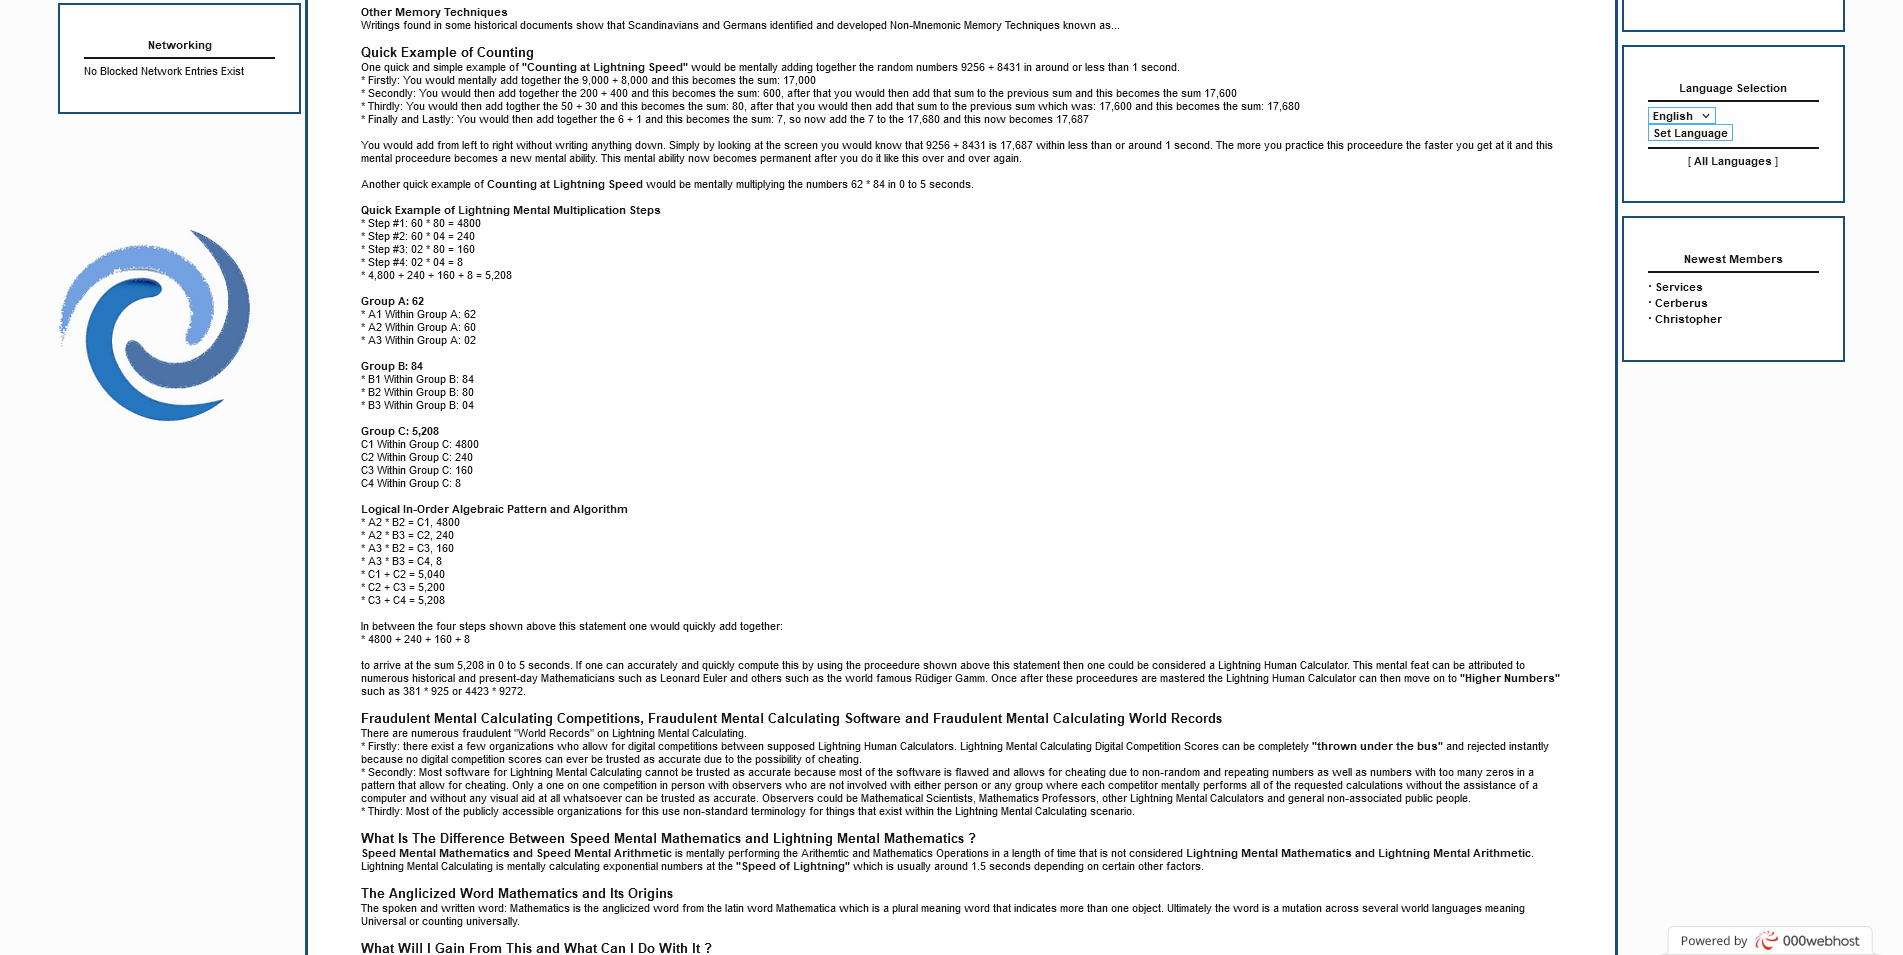 Networking
No Blocked Network Entries Exist
Other Memory Techniques
Writings found in some historical documents show that Scandinavians and Germans identified and developed Non-Mnemonic Memory Techniques known as...
Quick Example of Counting
One quick and simple example of "Counting at Lightning Speed" would be mentally adding together the random numbers 9256 + 8431 in around or less than 1 second.
* Firstly: You would mentally add together the 9,000 + 8,000 and this becomes the sum: 17,000
* Secondly: You would then add together the 200 + 400 and this becomes the sum: 600, after that you would then add that sum to the previous sum and this becomes the sum 17,600
* Thirdly: You would then add togther the 50 + 30 and this becomes the sum: 80, after that you would then add that sum to the previous sum which was: 17,600 and this becomes the sum: 17,680
* Finally and Lastly: You would then add together the 6 + 1 and this becomes the sum: 7, so now add the 7 to the 17,680 and this now becomes 17,687
You would add from left to right without writing anything down. Simply by looking at the screen you would know that 9256 + 8431 is 17,687 within less than or around 1 second. The more you practice this proceedure the faster you get at it and this
mental proceedure becomes a new mental ability. This mental ability now becomes permanent after you do it like this over and over again.
Another quick example of Counting at Lightning Speed would be mentally multiplying the numbers 62 * 84 in 0 to 5 seconds.
Quick Example of Lightning Mental Multiplication Steps
* Step #1: 60 * 80 = 4800
* Step #2: 60 * 04 = 240
* Step #3: 02 * 80 = 160
* Step #4: 02 * 04 = 8
* 4,800 + 240 + 160 + 8 = 5,208
Group A: 62
* A1 Within Group A: 62
* A2 Within Group A: 60
* A3 Within Group A: 02
Group B: 84
* B1 Within Group B: 84
* B2 Within Group B: 80
* B3 Within Group B: 04
Group C: 5,208
C1 Within Group C: 4800
C2 Within Group C: 240
C3 Within Group C: 160
C4 Within Group C: 8
Logical In-Order Algebraic Pattern and Algorithm
* A2 * B2 = C1, 4800
* A2 * B3 = C2, 240
* A3 * B2 = C3, 160
* A3 * B3 = C4, 8
* C1 + C2 = 5,040
* C2 + C3 = 5,200
* C3 + C4 = 5,208
In between the four steps shown above this statement one would quickly add together:
* 4800 + 240 + 160 + 8
to arrive at the sum 5,208 in 0 to 5 seconds. If one can accurately and quickly compute this by using the proceedure shown above this statement then one could be considered a Lightning Human Calculator. This mental feat can be attributed to
numerous historical and present-day Mathematicians such as Leonard Euler and others such as the world famous Rüdiger Gamm. Once after these proceedures are mastered the Lightning Human Calculator can then move on to "Higher Numbers"
such as 381 * 925 or 4423 * 9272.
Fraudulent Mental Calculating Competitions, Fraudulent Mental Calculating Software and Fraudulent Mental Calculating World Records
There are numerous fraudulent "World Records" on Lightning Mental Calculating.
* Firstly: there exist a few organizations who allow for digital competitions between supposed Lightning Human Calculators. Lightning Mental Calculating Digital Competition Scores can be completely "thrown under the bus" and rejected instantly
because no digital competition scores can ever be trusted as accurate due to the possibility of cheating.
* Secondly: Most software for Lightning Mental Calculating cannot be trusted as accurate because most of the software is flawed and allows for cheating due to non-random and repeating numbers as well as numbers with too many zeros in a
pattern that allow for cheating. Only a one on one competition in person with observers who are not involved with either person or any group where each competitor mentally performs all of the requested calculations without the assistance of a
computer and without any visual aid at all whatsoever can be trusted as accurate. Observers could be Mathematical Scientists, Mathematics Professors, other Lightning Mental Calculators and general non-associated public people.
* Thirdly: Most of the publicly accessible organizations for this use non-standard terminology for things that exist within the Lightning Mental Calculating scenario.
What Is The Difference Between Speed Mental Mathematics and Lightning Mental Mathematics ?
Speed Mental Mathematics and Speed Mental Arithmetic is mentally performing the Arithemtic and Mathematics Operations in a length of time that is not considered Lightning Mental Mathematics and Lightning Mental Arithmetic.
Lightning Mental Calculating is mentally calculating exponential numbers at the "Speed of Lightning" which is usually around 1.5 seconds depending on certain other factors.
The Anglicized Word Mathematics and Its Origins
The spoken and written word: Mathematics is the anglicized word from the latin word Mathematica which is a plural meaning word that indicates more than one object. Ultimately the word is a mutation across several world languages meaning
Universal or counting universally.
What Will I Gain From This and What Can I Do With It ?
Language Selection
English
Set Language
[ All Languages ]
Newest Members
· Services
· Cerberus
· Christopher
Powered by 000webhost